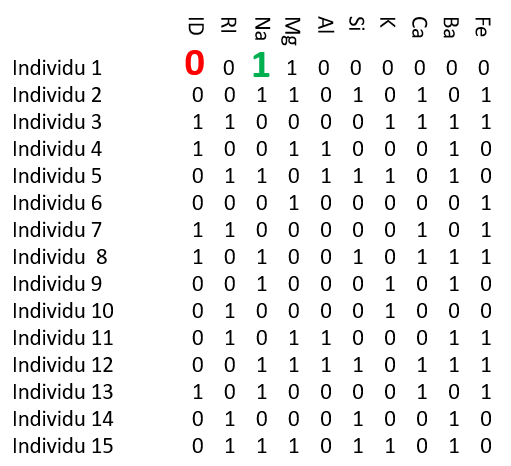 ID RI Na Mg Al Si K Ca Ba Fe
Individu 1 0 0 1 1 0 0 0 0 0 0
Individu 2 0 0 1 1 0 1 0 1 0 1
Individu 3 1 1 0 0 0 0 1 1 1 1
Individu 4 1 0 0 1 1 0 0 0 1 0
Individu 5 0 1 1 0 1 1 1 0 1 0
Individu 6 0 0 0 1 0 0 0 0 0 1
Individu 7 1 1 0 0 0 0 0 1 0 1
Individu 8 1 0 1 0 0 1 0 1 1 1
Individu 9 0 0 1 0 0 0 1 0 1 0
Individu 10 0 1 0 0 0 0 1 0 0 0
Individu 11 0 1 0 1 1 0 0 0 1 1
Individu 12 0 0 1 1 1 1 0 1 1 1
Individu 13 1 0 1 0 0 0 0 1 0 1
Individu 14 0 1 0 0 0 1 0 0 1 0
Individu 15 0 1 1 1 0 1 1 0 1 0